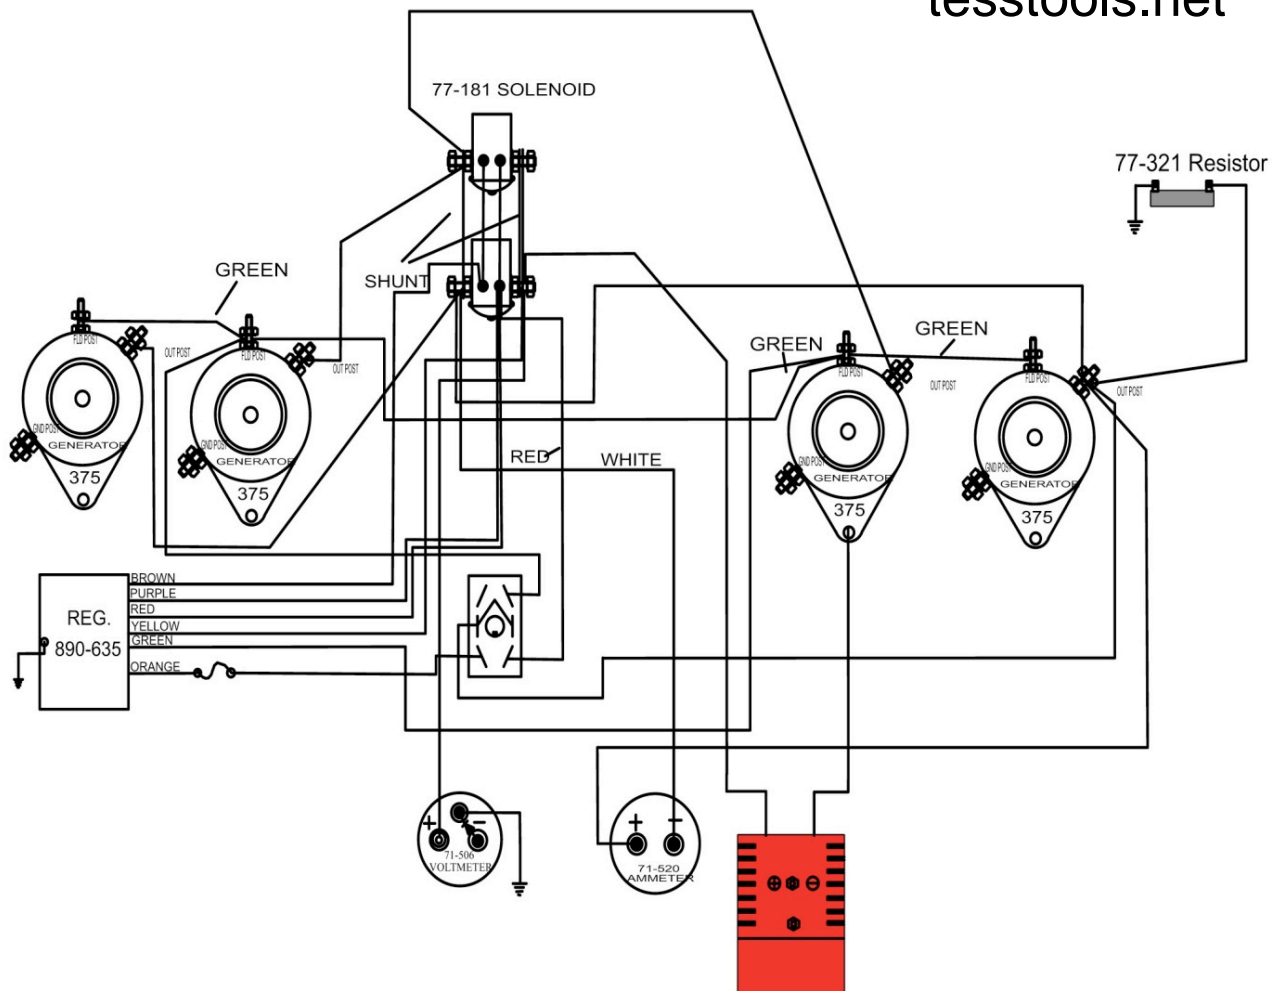 tesstools.net
77-181 SOLENOID
77-321 Resistor
GREEN
SHUNT
GREEN
GREEN
FLD POST
OUT POST
GND POST
GENERATOR
375
FLD POST
OUT POST
GND POST
GENERATOR
375
FLD POST
OUT POST
GND POST
GENERATOR
375
FLD POST
OUT POST
GND POST
GENERATOR
375
RED
WHITE
REG.
890-635
BROWN
PURPLE
RED
YELLOW
GREEN
ORANGE
+ −
71-506
VOLTMETER
+ −
71-520
AMMETER
+ −